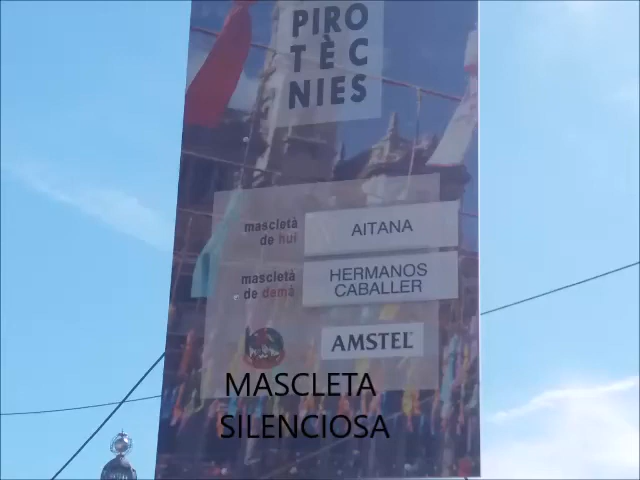 PIRO
TÈC
NIES
mascletà
de hui
AITANA
mascletà
de demà
HERMANOS
CABALLER
AMSTEL
MASCLETA
SILENCIOSA